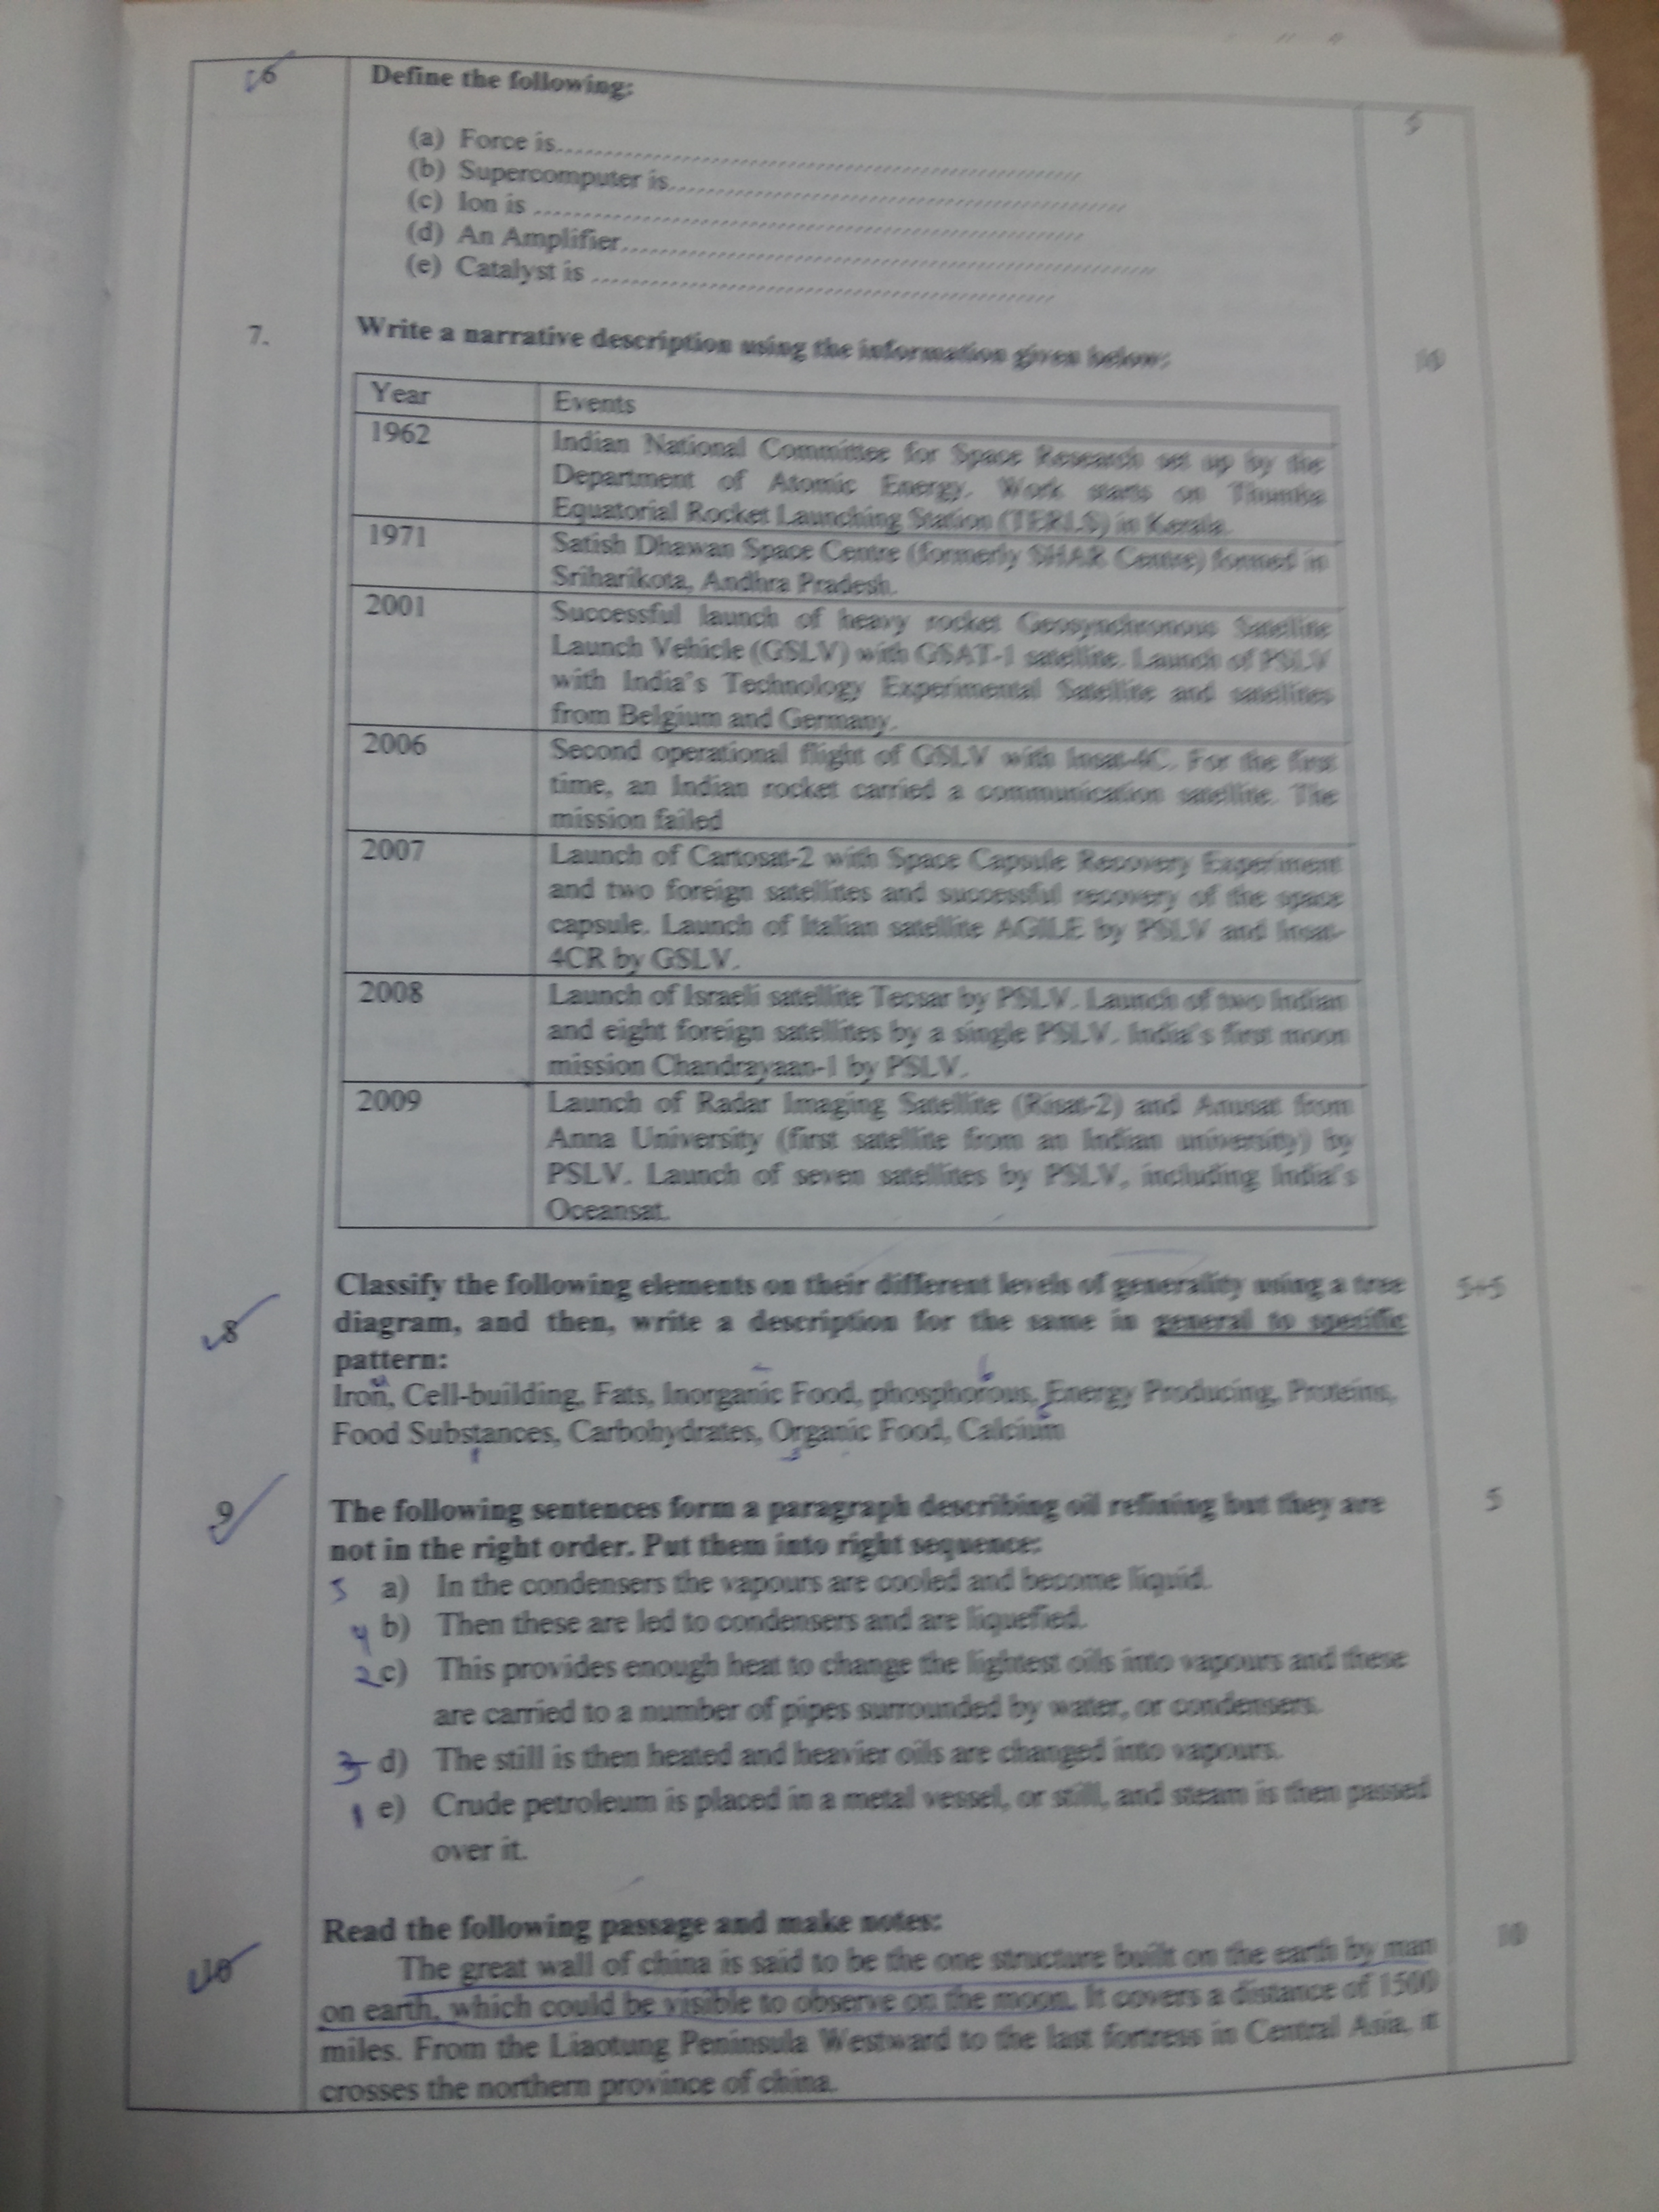 6 Define the following: 5
(a) Force is..............................
(b) Supercomputer is..............................
(c) Ion is ..............................
(d) An Amplifier..............................
(e) Catalyst is ..............................
7. Write a narrative description using the information given below: 10
Year Events
1962 Indian National Committee for Space Research set up by the
Department of Atomic Energy. Work starts on Thumba
Equatorial Rocket Launching Station (TERLS) in Kerala.
1971 Satish Dhawan Space Centre (formerly SHAR Centre) formed in
Sriharikota, Andhra Pradesh.
2001 Successful launch of heavy rocket Geosynchronous Satellite
Launch Vehicle (GSLV) with GSAT-1 satellite. Launch of PSLV
with India's Technology Experimental Satellite and satellites
from Belgium and Germany.
2006 Second operational flight of GSLV with Insat-4C. For the first
time, an Indian rocket carried a communication satellite. The
mission failed
2007 Launch of Cartosat-2 with Space Capsule Recovery Experiment
and two foreign satellites and successful recovery of the space
capsule. Launch of Italian satellite AGILE by PSLV and Insat-
4CR by GSLV.
2008 Launch of Israeli satellite Tecsar by PSLV. Launch of two Indian
and eight foreign satellites by a single PSLV. India's first moon
mission Chandrayaan-1 by PSLV.
2009 Launch of Radar Imaging Satellite (Risat-2) and Anusat from
Anna University (first satellite from an Indian university) by
PSLV. Launch of seven satellites by PSLV, including India's
Oceansat.
Classify the following elements on their different levels of generality using a tree 5+5
8 diagram, and then, write a description for the same in general to specific
pattern:
Iron, Cell-building, Fats, Inorganic Food, phosphorous, Energy Producing, Proteins,
Food Substances, Carbohydrates, Organic Food, Calcium
9 The following sentences form a paragraph describing oil refining but they are 5
not in the right order. Put them into right sequence:
5 a) In the condensers the vapours are cooled and become liquid.
4 b) Then these are led to condensers and are liquefied.
2 c) This provides enough heat to change the lightest oils into vapours and these
are carried to a number of pipes surrounded by water, or condensers.
3 d) The still is then heated and heavier oils are changed into vapours.
1 e) Crude petroleum is placed in a metal vessel, or still, and steam is then passed
over it.
Read the following passage and make notes:
10 The great wall of china is said to be the one structure built on the earth by man 10
on earth, which could be visible to observe on the moon. It covers a distance of 1500
miles. From the Liaotung Peninsula Westward to the last fortress in Central Asia, it
crosses the northern province of china.